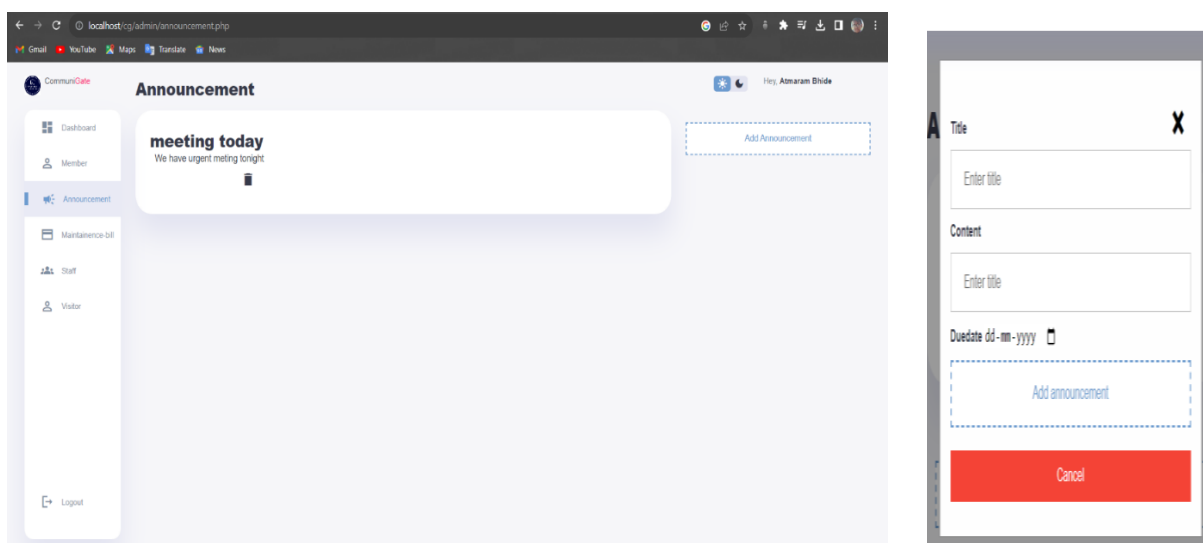 localhost/cg/admin/announcement.php
Gmail YouTube Maps Translate News
CommuniGate
Announcement
Hey, Atmaram Bhide
Dashboard
Member
Announcement
Maintainence-bill
Staff
Visitor
Logout
meeting today
We have urgent meting tonight
Add Announcement
A
X
Title
Enter title
Content
Enter title
Duedate dd-mm-yyyy
Add announcement
Cancel